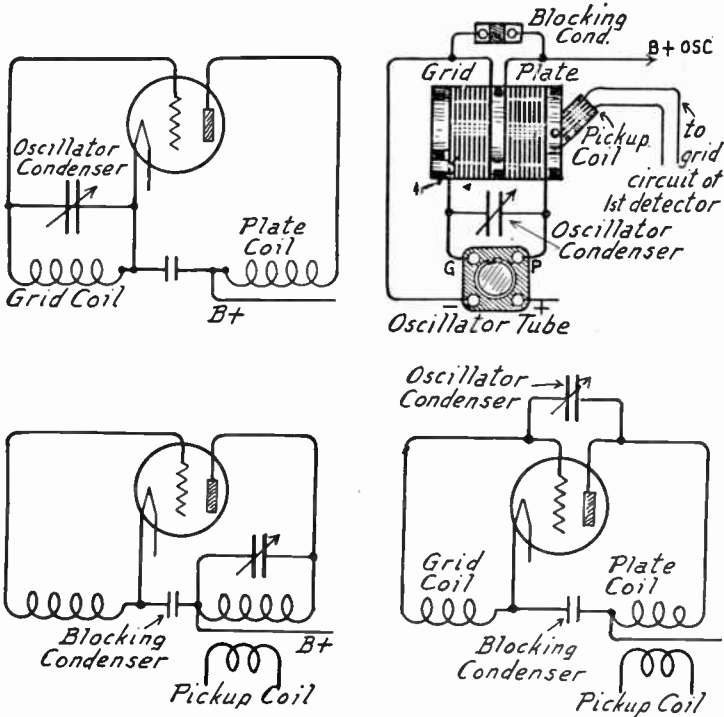 Oscillator
Condenser
Grid Coil
Plate
Coil
B+
Blocking
Cond.
B+ OSC
Grid
Plate
Pickup
Coil
to
grid
circuit of
1st detector
Oscillator
Condenser
G
P
-
+
Oscillator Tube
Blocking
Condenser
B+
Pickup Coil
Oscillator
Condenser
Grid
Coil
Plate
Coil
Blocking
Condenser
Pickup Coil